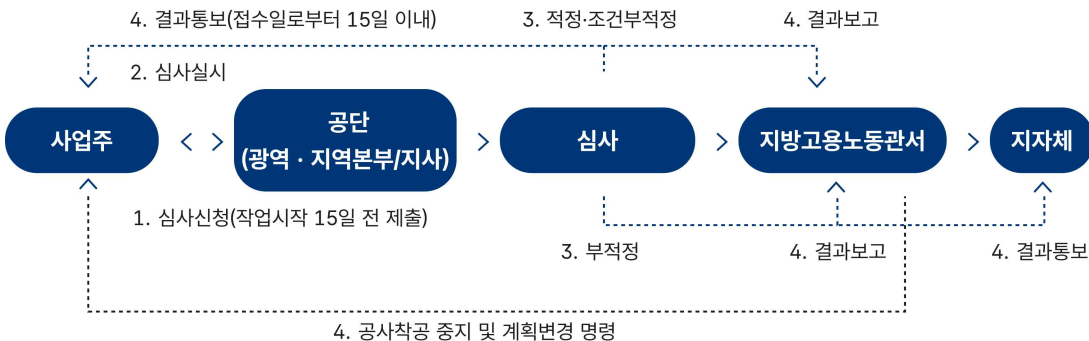 4. 결과통보(접수일로부터 15일 이내)
3. 적정·조건부적정
4. 결과보고
2. 심사실시
사업주
공단
(광역 · 지역본부/지사)
심사
지방고용노동관서
지자체
1. 심사신청(작업시작 15일 전 제출)
3. 부적정
4. 결과보고
4. 결과통보
4. 공사착공 중지 및 계획변경 명령